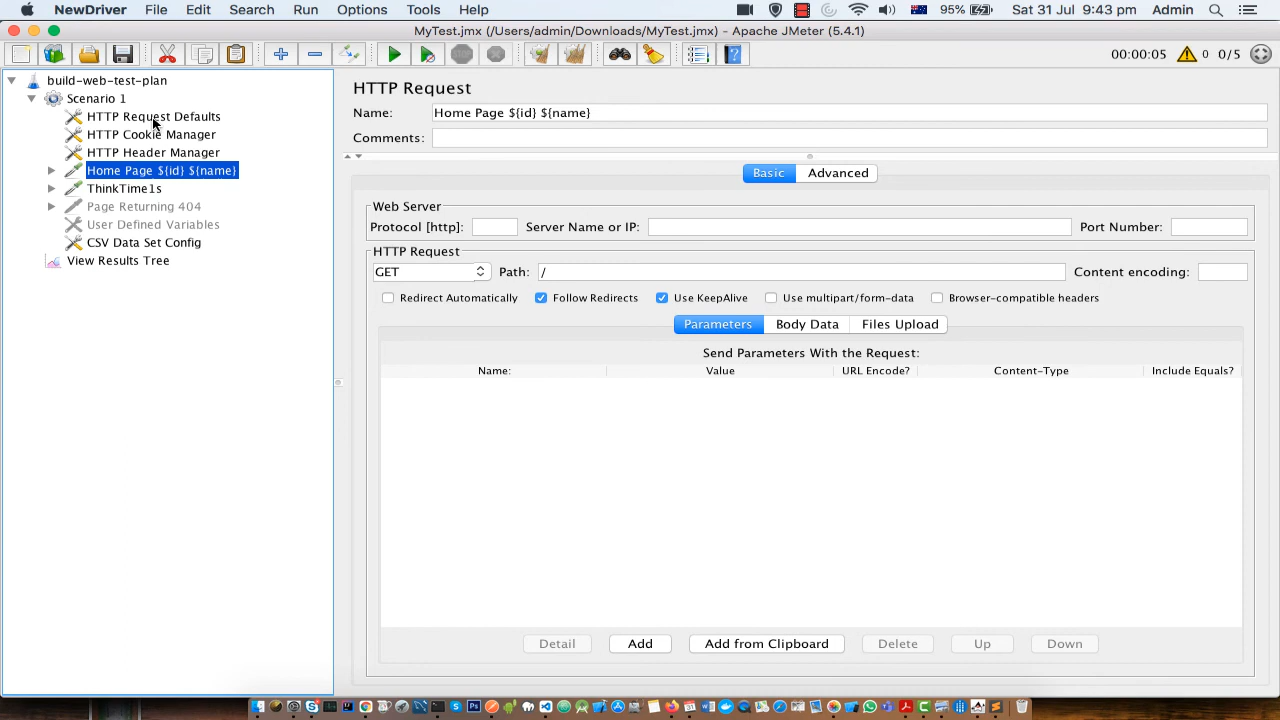 NewDriver File Edit Search Run Options Tools Help 95% Sat 31 Jul 9:43 pm Admin
MyTest.jmx (/Users/admin/Downloads/MyTest.jmx) - Apache JMeter (5.4.1)
00:00:05 0 0/5
build-web-test-plan
Scenario 1
HTTP Request Defaults
HTTP Cookie Manager
HTTP Header Manager
Home Page ${id} ${name}
ThinkTime1s
Page Returning 404
User Defined Variables
CSV Data Set Config
View Results Tree
HTTP Request
Name: Home Page ${id} ${name}
Comments:
Basic Advanced
Web Server
Protocol [http]: Server Name or IP: Port Number:
HTTP Request
GET Path: / Content encoding:
Redirect Automatically Follow Redirects Use KeepAlive Use multipart/form-data Browser-compatible headers
Parameters Body Data Files Upload
Send Parameters With the Request:
Name: Value URL Encode? Content-Type Include Equals?
Detail Add Add from Clipboard Delete Up Down